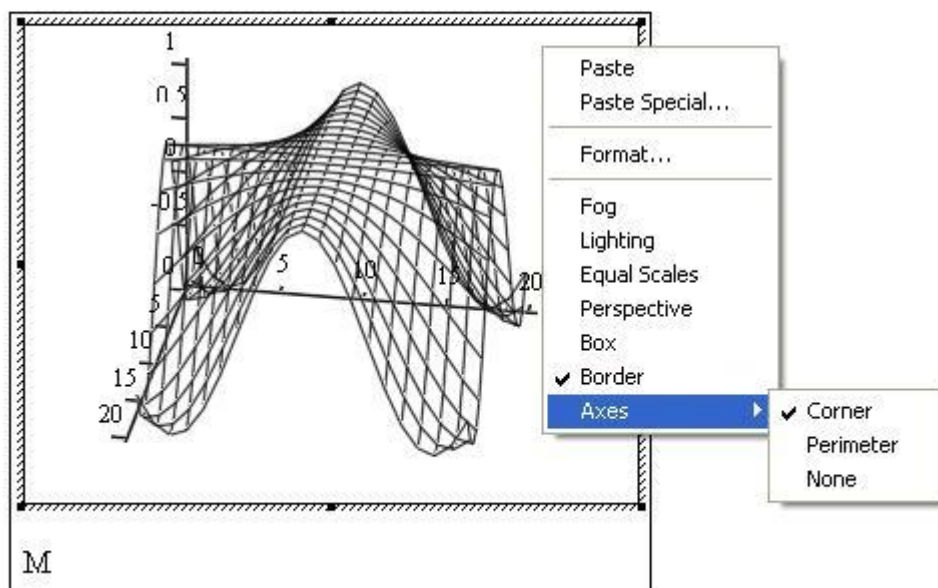 1
0.5
0
-0.5
0 0 5 10 15 20
5
10
15
20
Paste
Paste Special...
Format...
Fog
Lighting
Equal Scales
Perspective
Box
Border
Axes
Corner
Perimeter
None
M